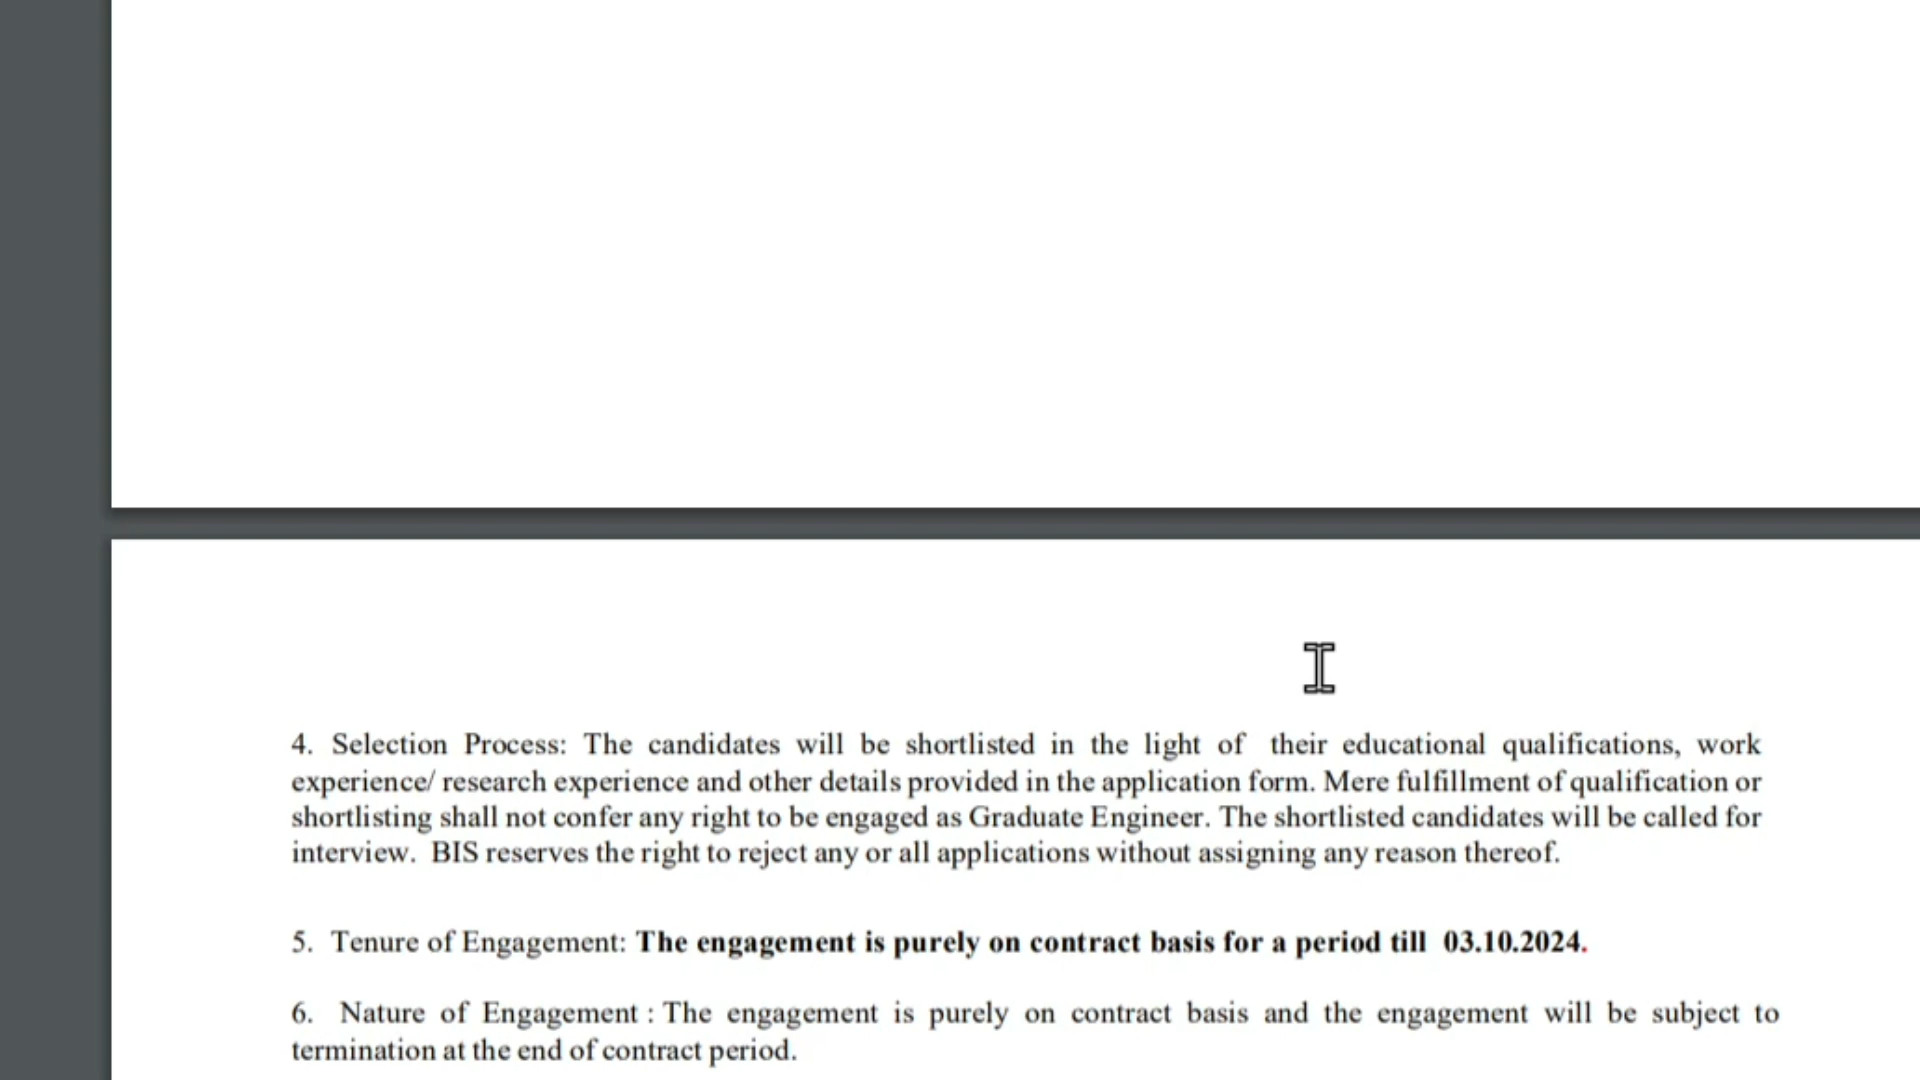 4. Selection Process: The candidates will be shortlisted in the light of their educational qualifications, work
experience/ research experience and other details provided in the application form. Mere fulfillment of qualification or
shortlisting shall not confer any right to be engaged as Graduate Engineer. The shortlisted candidates will be called for
interview. BIS reserves the right to reject any or all applications without assigning any reason thereof.
5. Tenure of Engagement: The engagement is purely on contract basis for a period till 03.10.2024.
6. Nature of Engagement : The engagement is purely on contract basis and the engagement will be subject to
termination at the end of contract period.